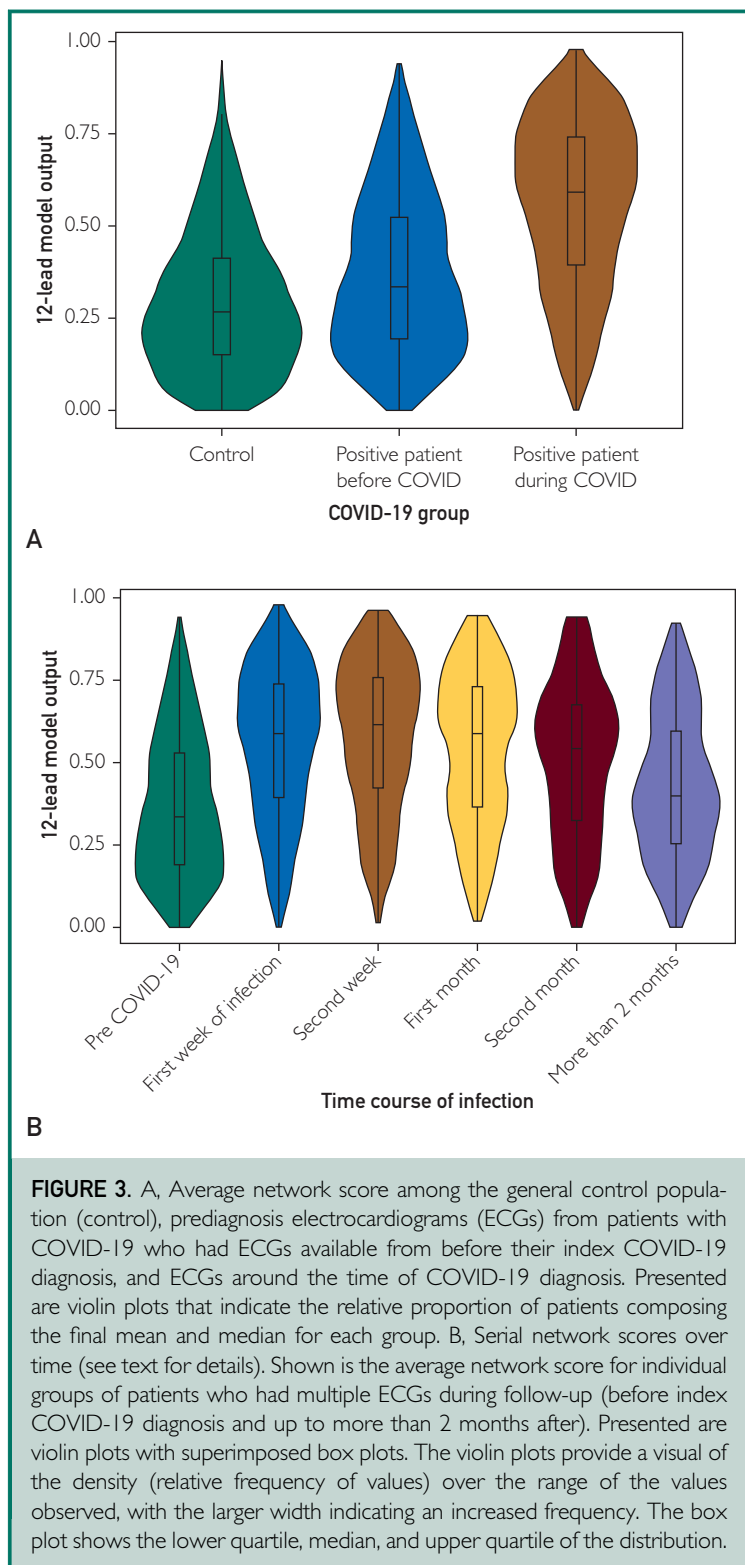 1.00
0.75
0.50
0.25
0.00
12-lead model output
Control
Positive patient
before COVID
Positive patient
during COVID
COVID-19 group
A
1.00
0.75
0.50
0.25
0.00
12-lead model output
Pre COVID-19
First week of infection
Second week
First month
Second month
More than 2 months
Time course of infection
B
FIGURE 3. A, Average network score among the general control popula-
tion (control), prediagnosis electrocardiograms (ECGs) from patients with
COVID-19 who had ECGs available from before their index COVID-19
diagnosis, and ECGs around the time of COVID-19 diagnosis. Presented
are violin plots that indicate the relative proportion of patients composing
the final mean and median for each group. B, Serial network scores over
time (see text for details). Shown is the average network score for individual
groups of patients who had multiple ECGs during follow-up (before index
COVID-19 diagnosis and up to more than 2 months after). Presented are
violin plots with superimposed box plots. The violin plots provide a visual of
the density (relative frequency of values) over the range of the values
observed, with the larger width indicating an increased frequency. The box
plot shows the lower quartile, median, and upper quartile of the distribution.